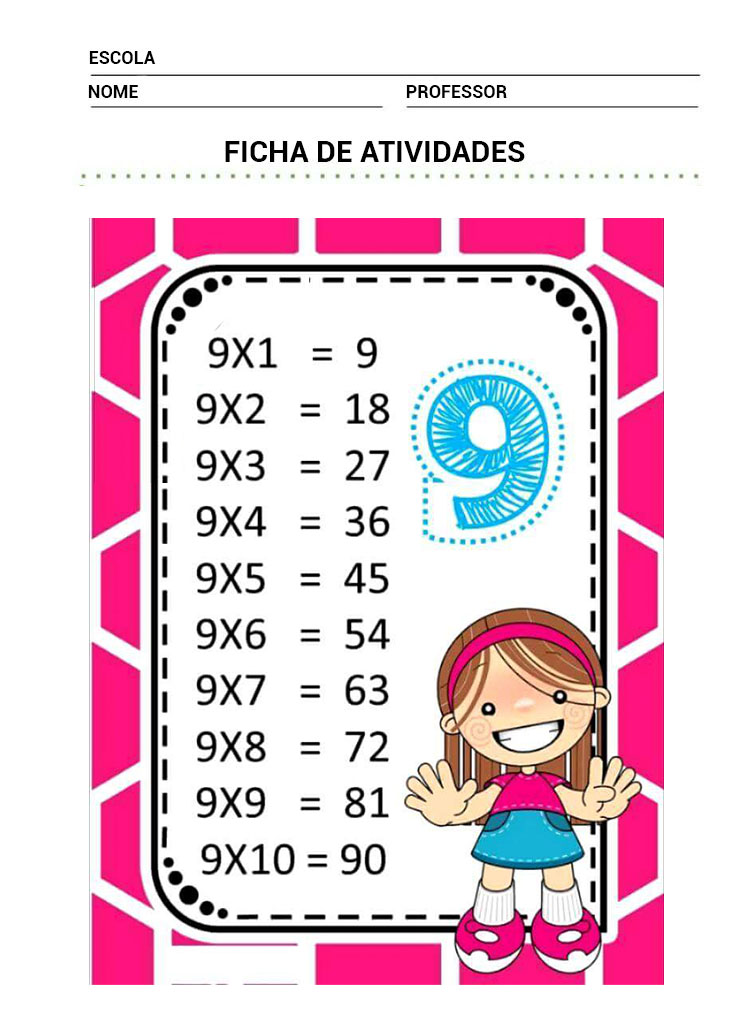 ESCOLA
NOME PROFESSOR
FICHA DE ATIVIDADES
9X1 = 9
9X2 = 18
9X3 = 27
9X4 = 36
9X5 = 45
9X6 = 54
9X7 = 63
9X8 = 72
9X9 = 81
9X10 = 90
9